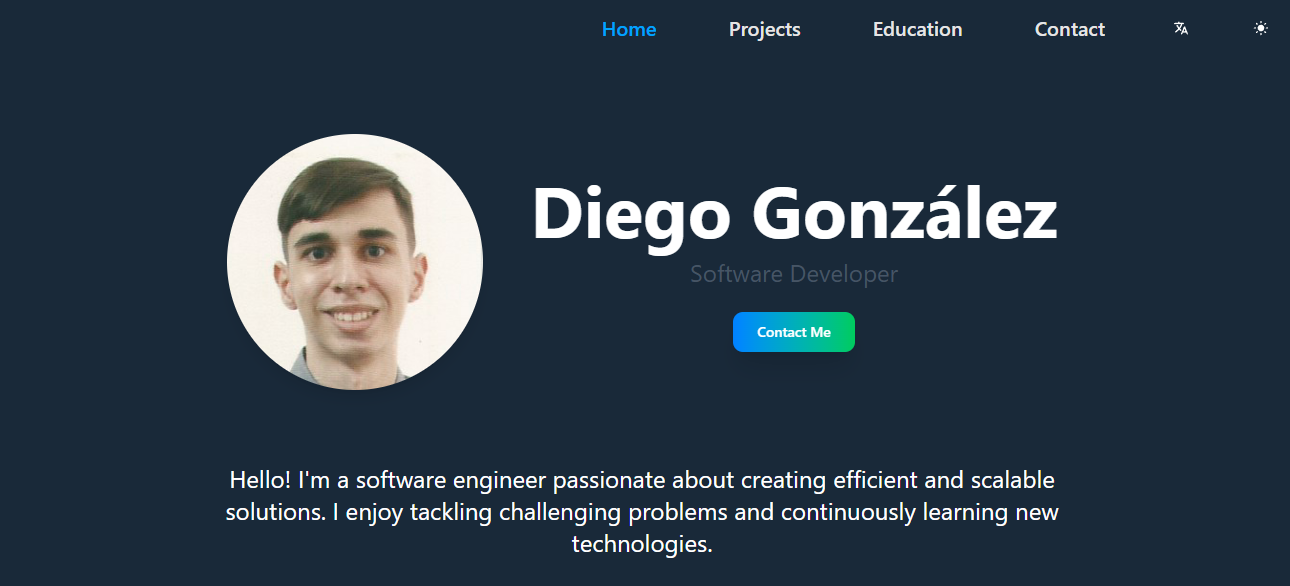 Home Projects Education Contact
Diego González
Software Developer
Contact Me
Hello! I'm a software engineer passionate about creating efficient and scalable
solutions. I enjoy tackling challenging problems and continuously learning new
technologies.